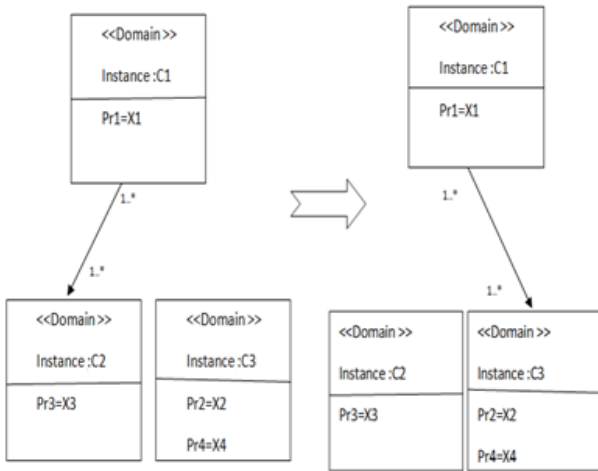 <<Domain>>
Instance :C1
Pr1=X1
1..*
1..*
<<Domain>>
Instance :C2
Pr3=X3
<<Domain>>
Instance :C3
Pr2=X2
Pr4=X4
<<Domain>>
Instance :C1
Pr1=X1
1..*
1..*
<<Domain>>
Instance :C2
Pr3=X3
<<Domain>>
Instance :C3
Pr2=X2
Pr4=X4